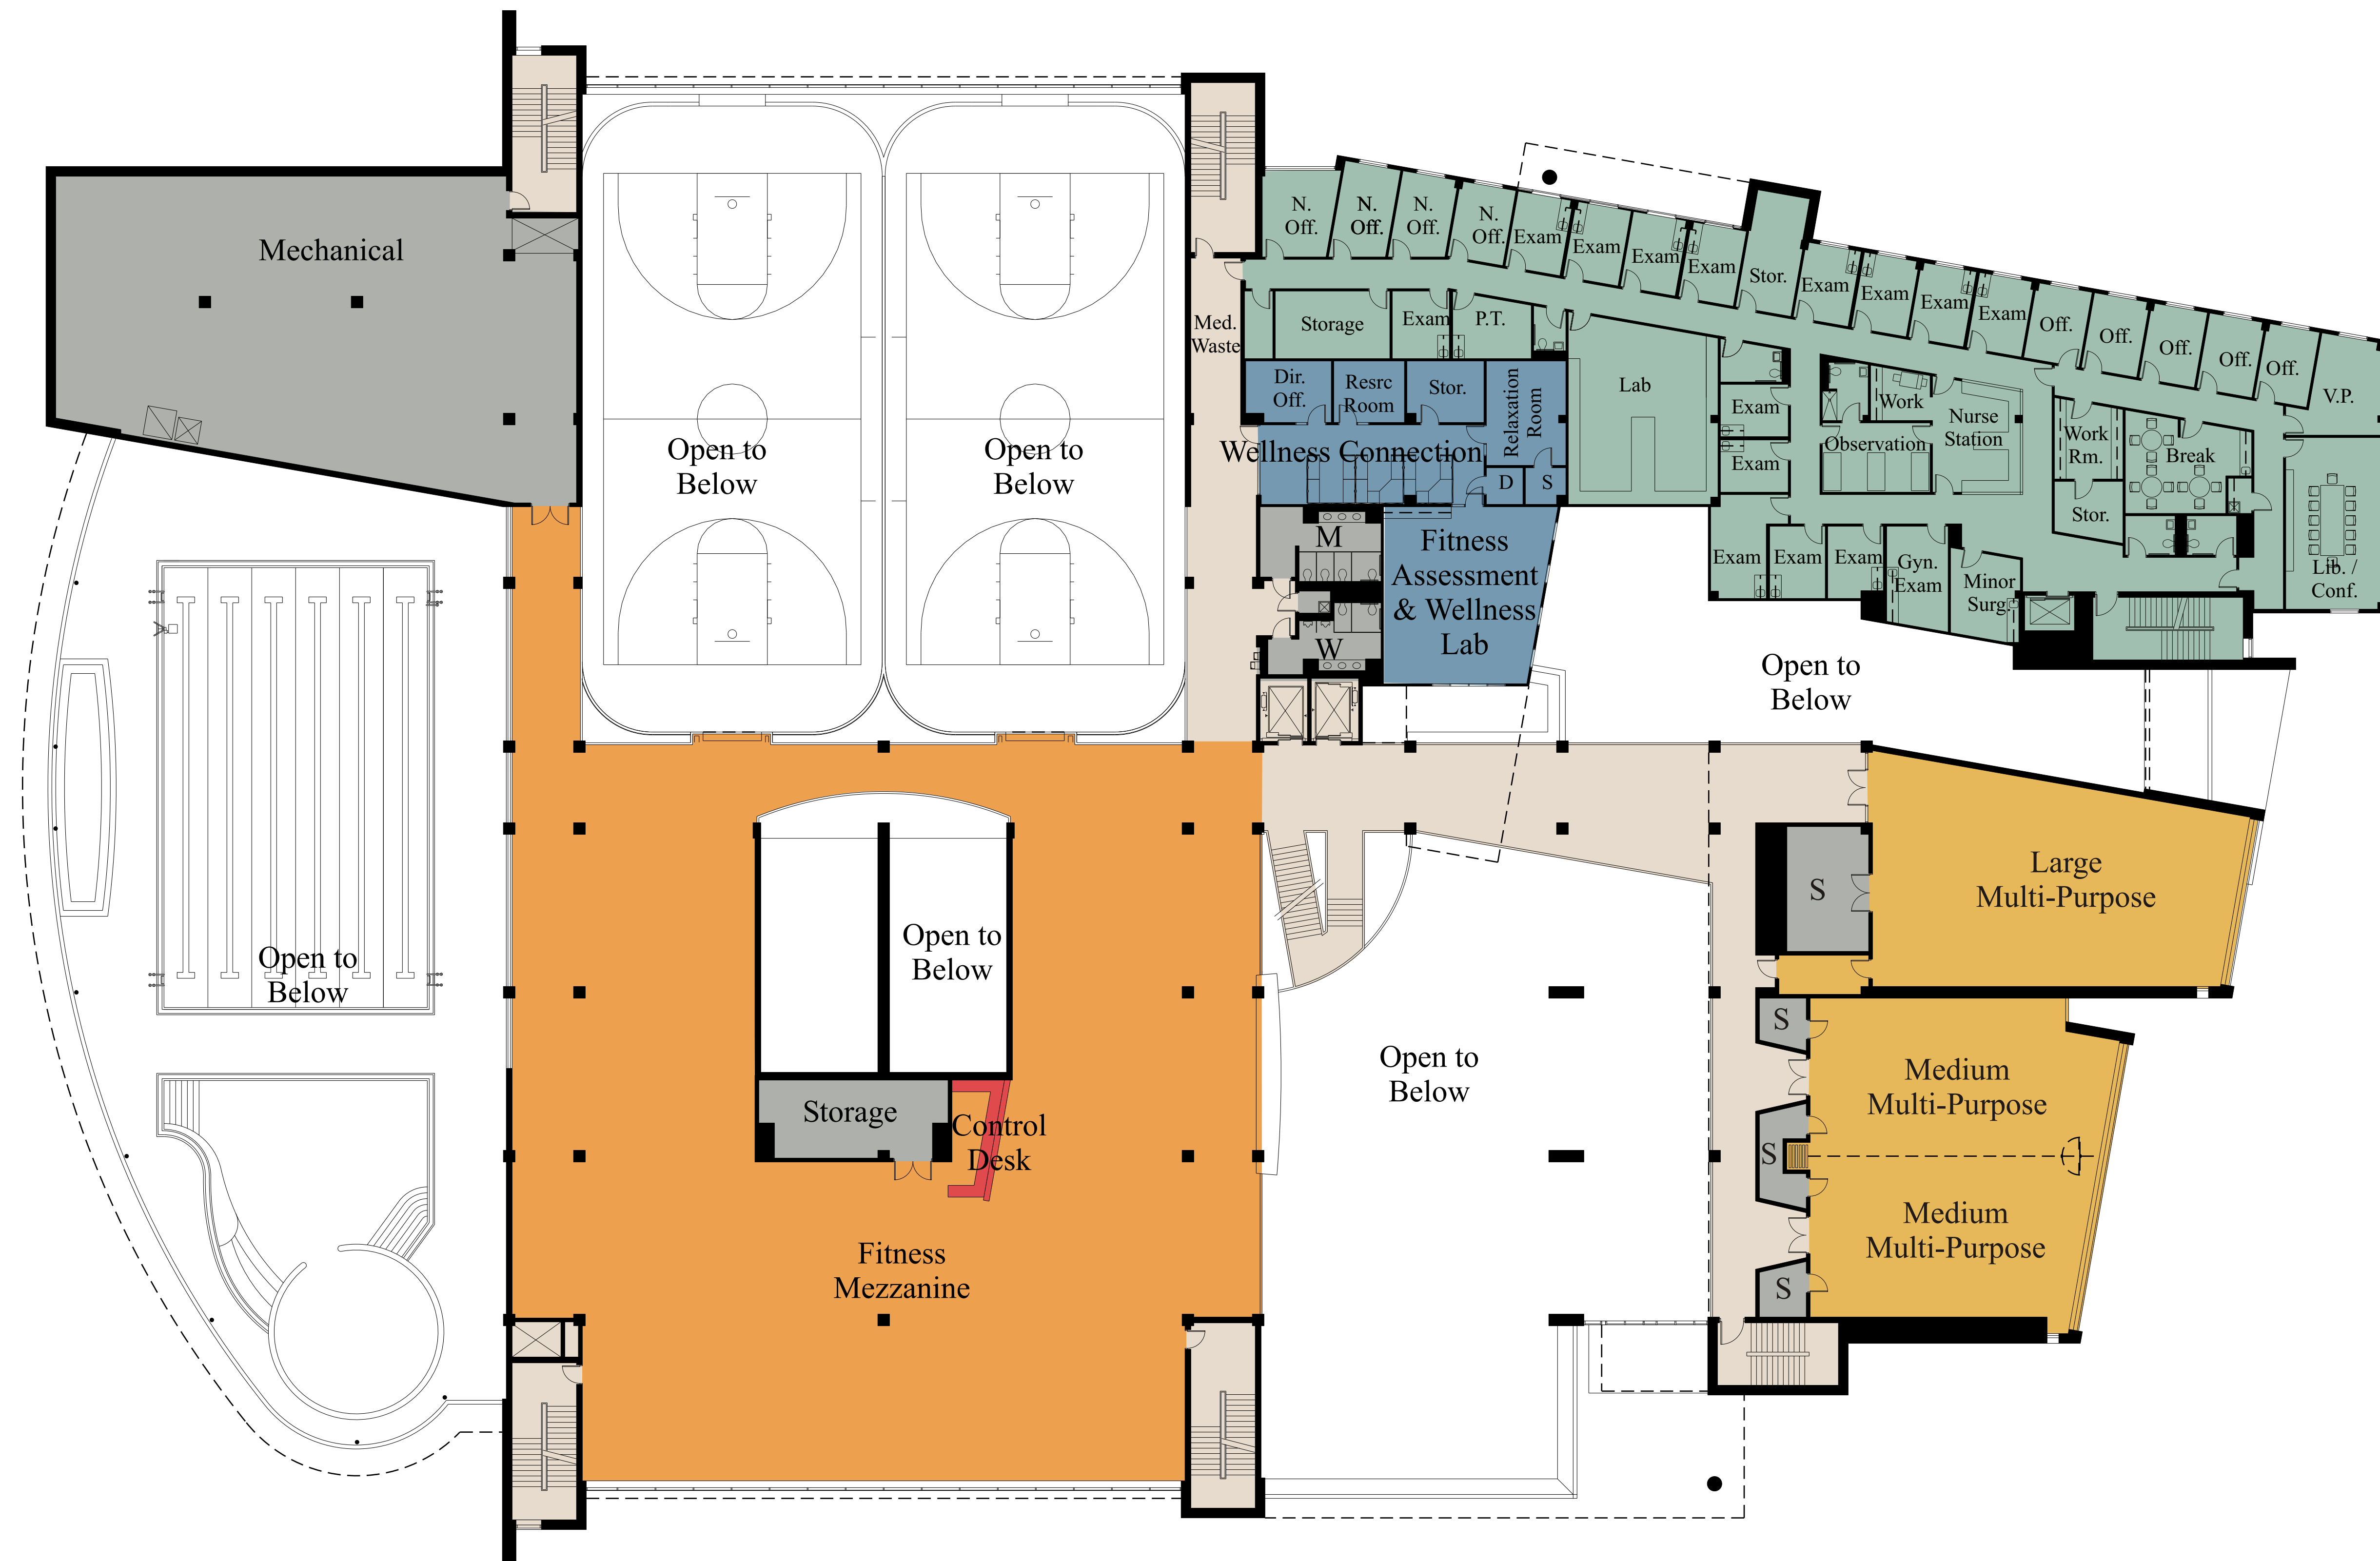 Mechanical
Open to
Below
Open to
Below
Open to
Below
Med.
Waste
N.
Off.
N.
Off.
N.
Off.
N.
Off.
Exam
Exam
Exam
Exam
Stor.
Exam
Exam
Exam
Exam
Off.
Off.
Off.
Off.
Off.
V.P.
Storage
Exam
P.T.
Lab
Dir.
Off.
Resrc
Room
Stor.
Relaxation
Room
Wellness Connection
D
S
Exam
Exam
Work
Observation
Nurse
Station
Work
Rm.
Break
Stor.
Lib. /
Conf.
M
W
Fitness
Assessment
& Wellness
Lab
Exam
Exam
Exam
Gyn.
Exam
Minor
Surg.
Open to
Below
Open to
Below
Storage
Control
Desk
Fitness
Mezzanine
Open to
Below
S
Large
Multi-Purpose
S
Medium
Multi-Purpose
S
Medium
Multi-Purpose
S